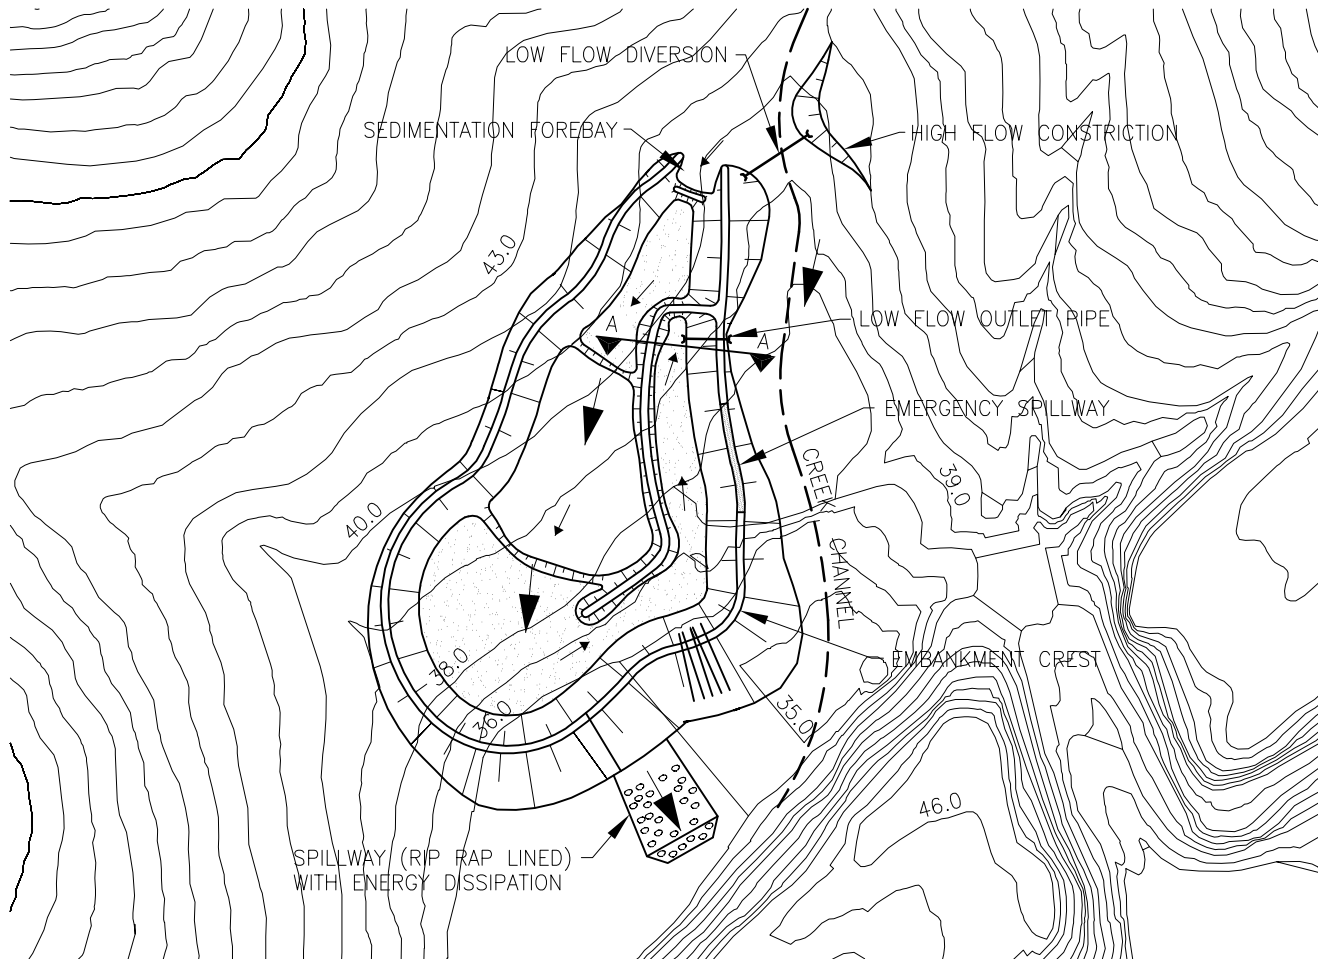 LOW FLOW DIVERSION
SEDIMENTATION FOREBAY
HIGH FLOW CONSTRICTION
43.0
LOW FLOW OUTLET PIPE
A
A
EMERGENCY SPILLWAY
CREEK CHANNEL
39.0
40.0
EMBANKMENT CREST
38.0
36.0
35.0
46.0
SPILLWAY (RIP RAP LINED)
WITH ENERGY DISSIPATION